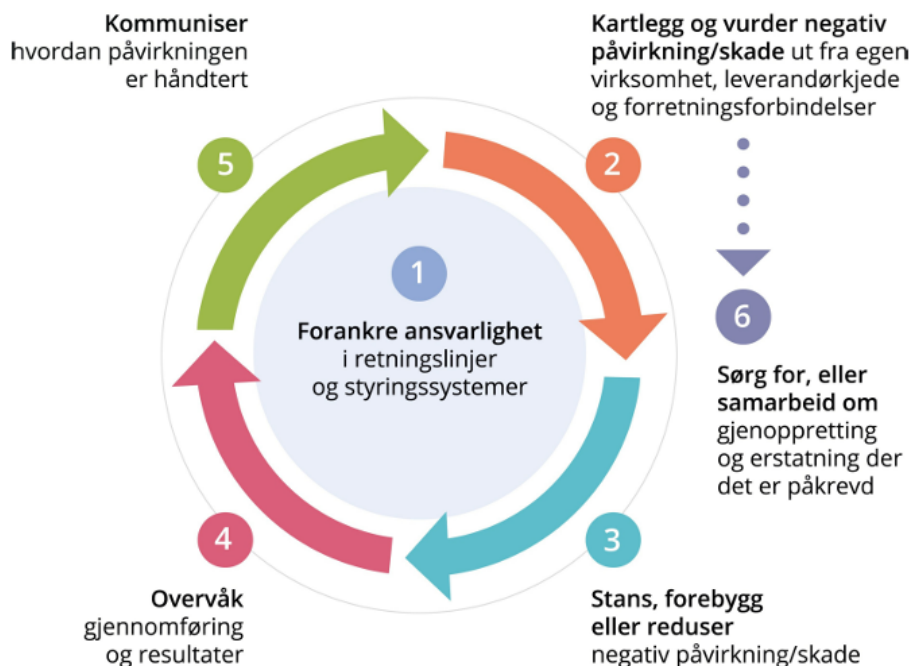 Kommuniser
hvordan påvirkningen
er håndtert
Kartlegg og vurder negativ
påvirkning/skade ut fra egen
virksomhet, leverandørkjede
og forretningsforbindelser
5
2
1
Forankre ansvarlighet
i retningslinjer
og styringssystemer
6
Sørg for, eller
samarbeid om
gjenoppretting
og erstatning der
det er påkrevd
4
3
Overvåk
gjennomføring
og resultater
Stans, forebygg
eller reduser
negativ påvirkning/skade